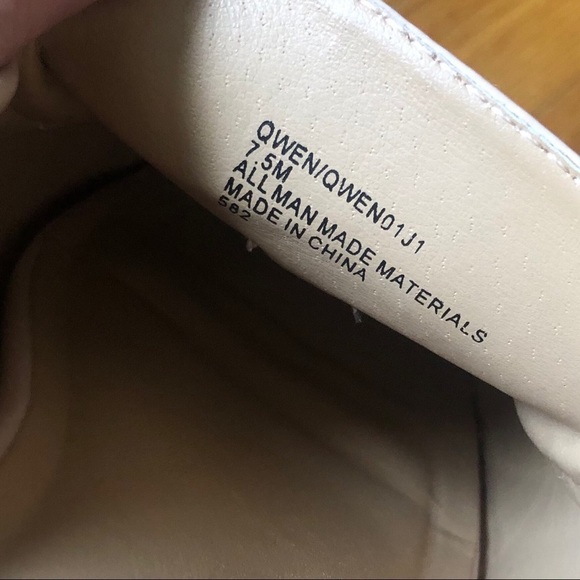 QWEN/QWEN01J1
7.5M
ALL MAN MADE MATERIALS
MADE IN CHINA
582